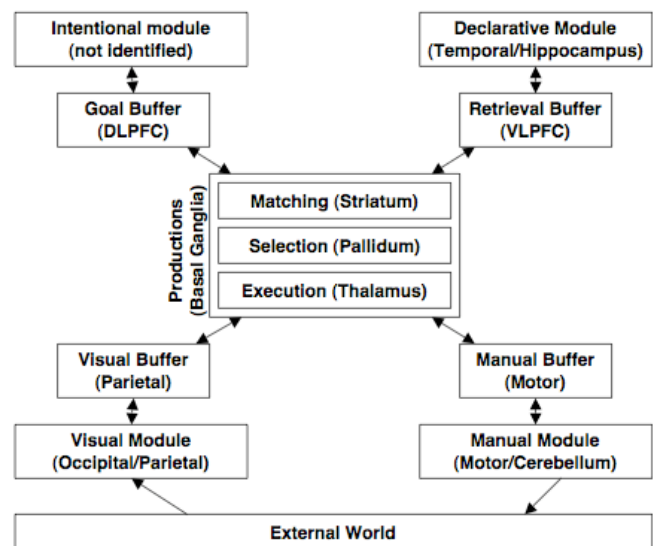 Intentional module
(not identified)
Declarative Module
(Temporal/Hippocampus)
Goal Buffer
(DLPFC)
Retrieval Buffer
(VLPFC)
Productions
(Basal Ganglia)
Matching (Striatum)
Selection (Pallidum)
Execution (Thalamus)
Visual Buffer
(Parietal)
Manual Buffer
(Motor)
Visual Module
(Occipital/Parietal)
Manual Module
(Motor/Cerebellum)
External World